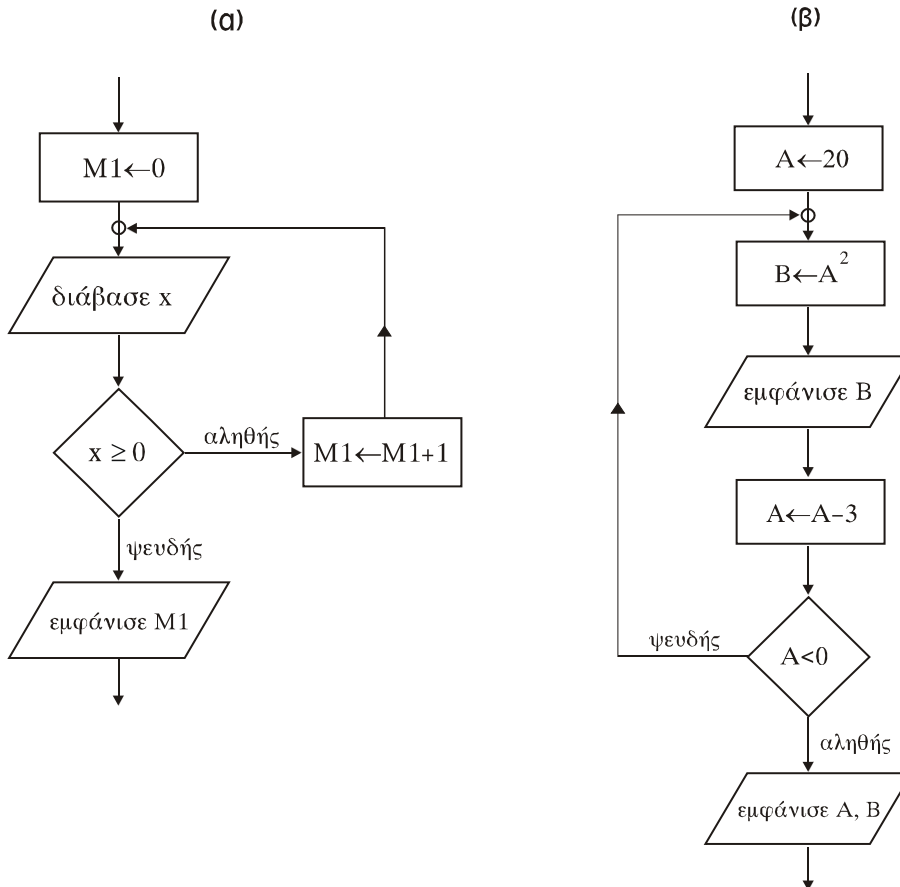 (α)
M1←0
διάβασε x
x ≥ 0
αληθής
M1←M1+1
ψευδής
εμφάνισε M1
(β)
A←20
B←A²
εμφάνισε B
A←A−3
A<0
ψευδής
αληθής
εμφάνισε A, B